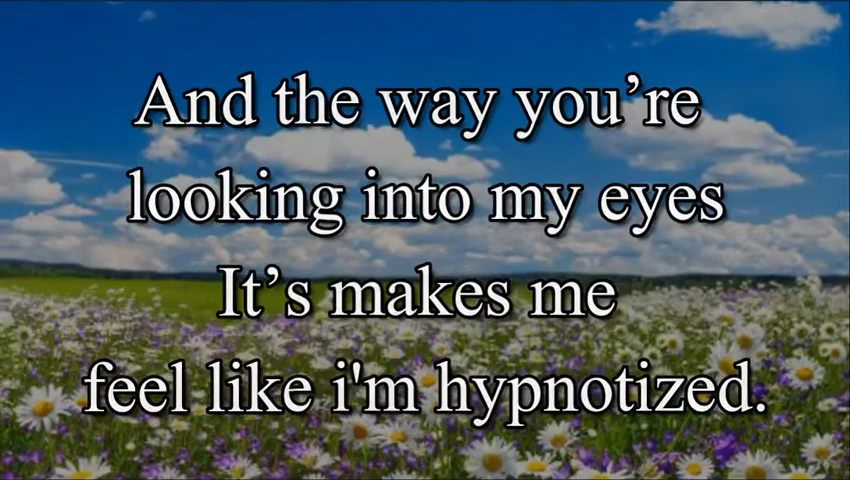 And the way you’re
looking into my eyes
It’s makes me
feel like i'm hypnotized.